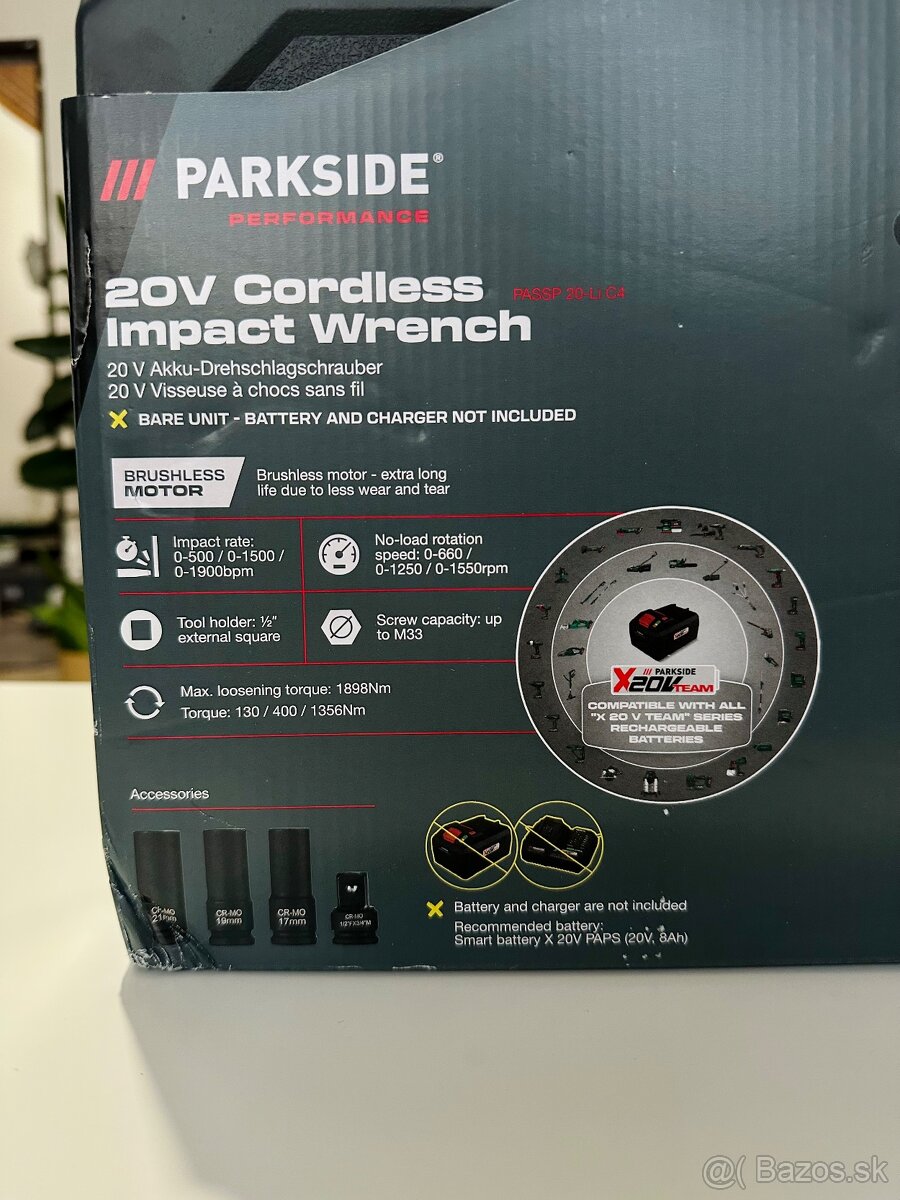 /// PARKSIDE®
PERFORMANCE
20V Cordless
Impact Wrench
PASSP 20-Li C4
20 V Akku-Drehschlagschrauber
20 V Visseuse à chocs sans fil
X BARE UNIT - BATTERY AND CHARGER NOT INCLUDED
BRUSHLESS
MOTOR
Brushless motor - extra long
life due to less wear and tear
Impact rate:
0-500 / 0-1500 /
0-1900bpm
No-load rotation
speed: 0-660 /
0-1250 / 0-1550rpm
Tool holder: ½"
external square
Screw capacity: up
to M33
Max. loosening torque: 1898Nm
Torque: 130 / 400 / 1356Nm
/// PARKSIDE
X20V TEAM
COMPATIBLE WITH ALL
"X 20 V TEAM" SERIES
RECHARGEABLE
BATTERIES
Accessories
CR-MO
21mm
CR-MO
19mm
CR-MO
17mm
CR-MO
1/2"FX3/4"M
X Battery and charger are not included
Recommended battery:
Smart battery X 20V PAPS (20V, 8Ah)
@( Bazos.sk